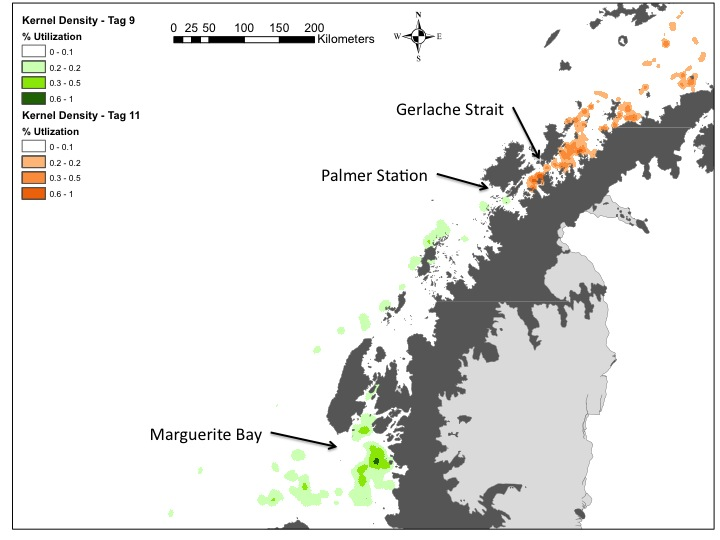 Kernel Density - Tag 9
% Utilization
0 - 0.1
0.2 - 0.2
0.3 - 0.5
0.6 - 1
Kernel Density - Tag 11
% Utlization
0 - 0.1
0.2 - 0.2
0.3 - 0.5
0.6 - 1
0 25 50 100 150 200
Kilometers
N
W E
S
Gerlache Strait
Palmer Station
Marguerite Bay